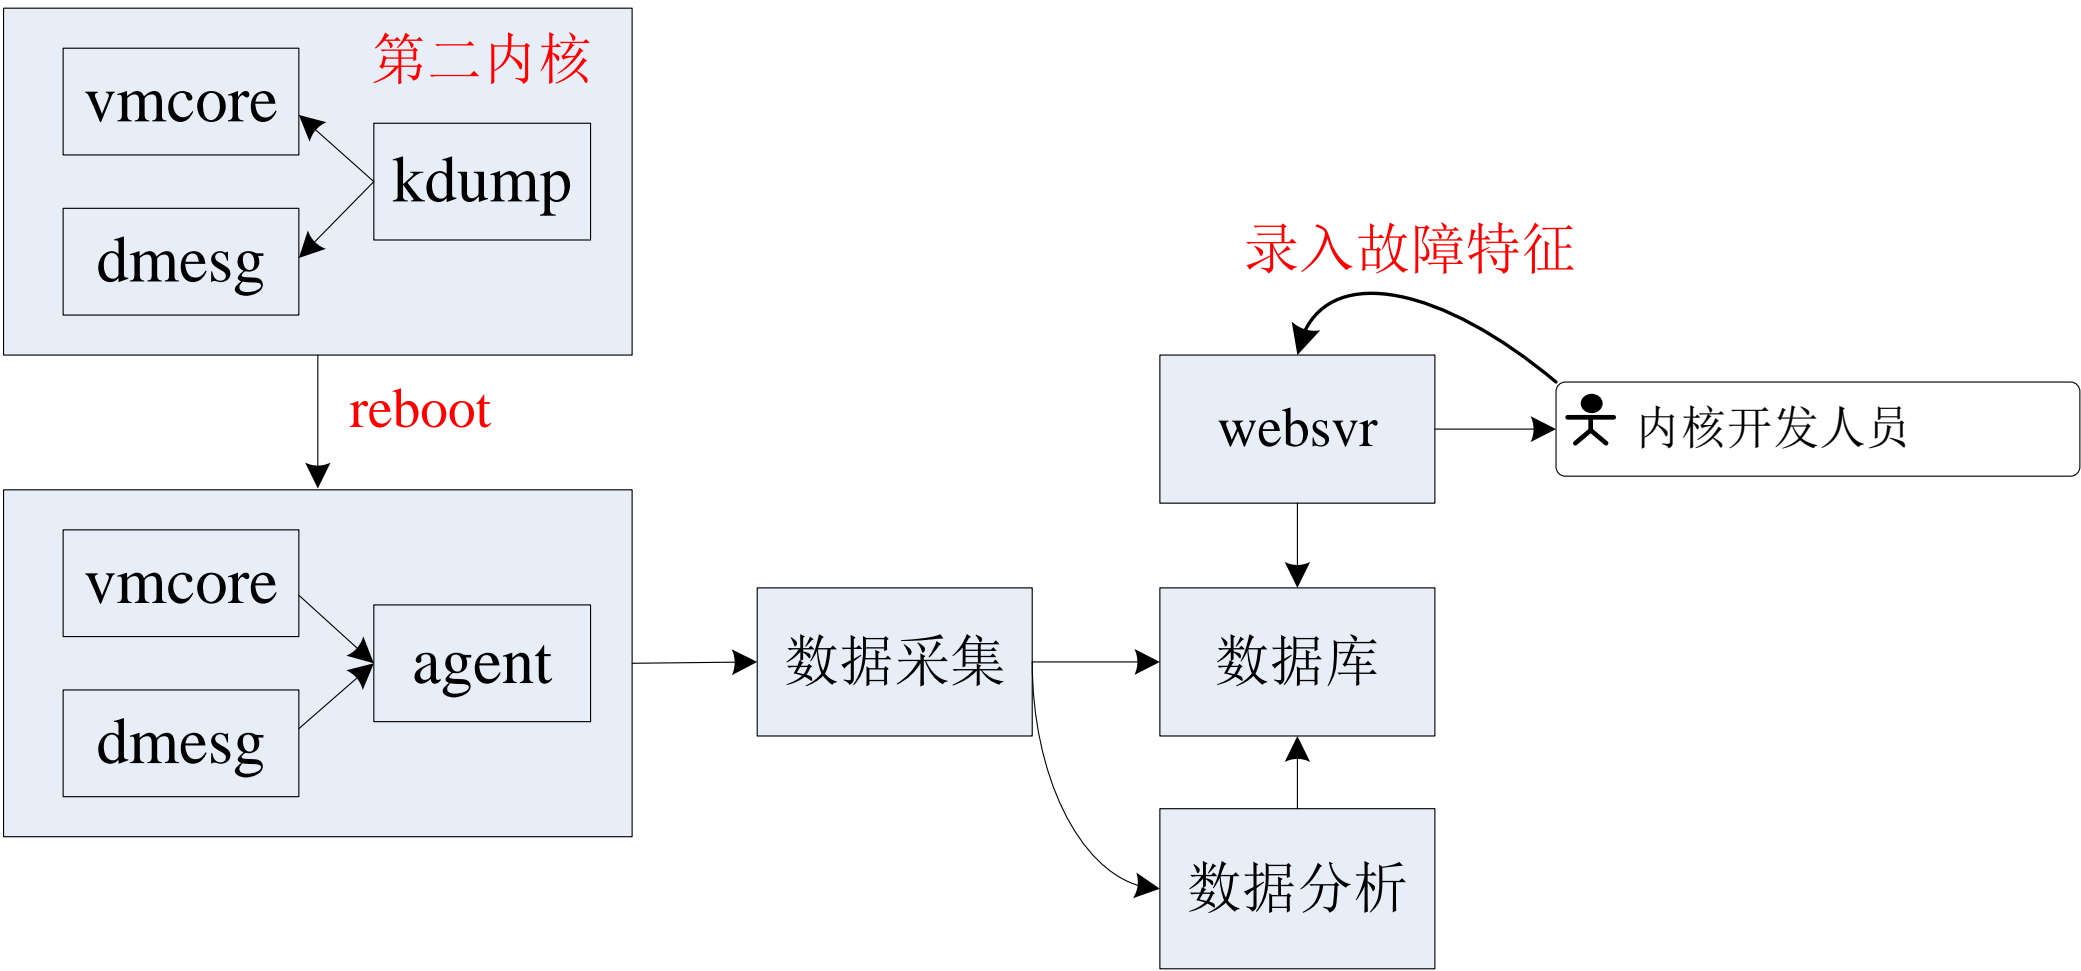 第二内核
vmcore
kdump
dmesg
reboot
录入故障特征
websvr
内核开发人员
vmcore
agent
dmesg
数据采集
数据库
数据分析